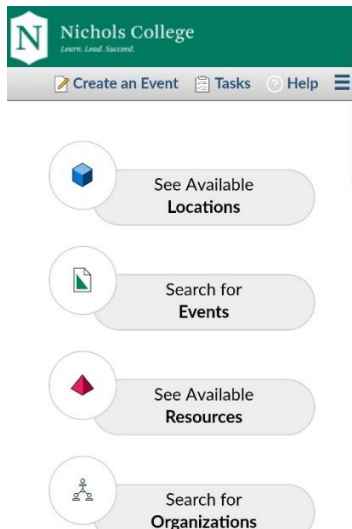 N
Nichols College
Learn. Lead. Succeed.
Create an Event Tasks ? Help
See Available
Locations
Search for
Events
See Available
Resources
Search for
Organizations